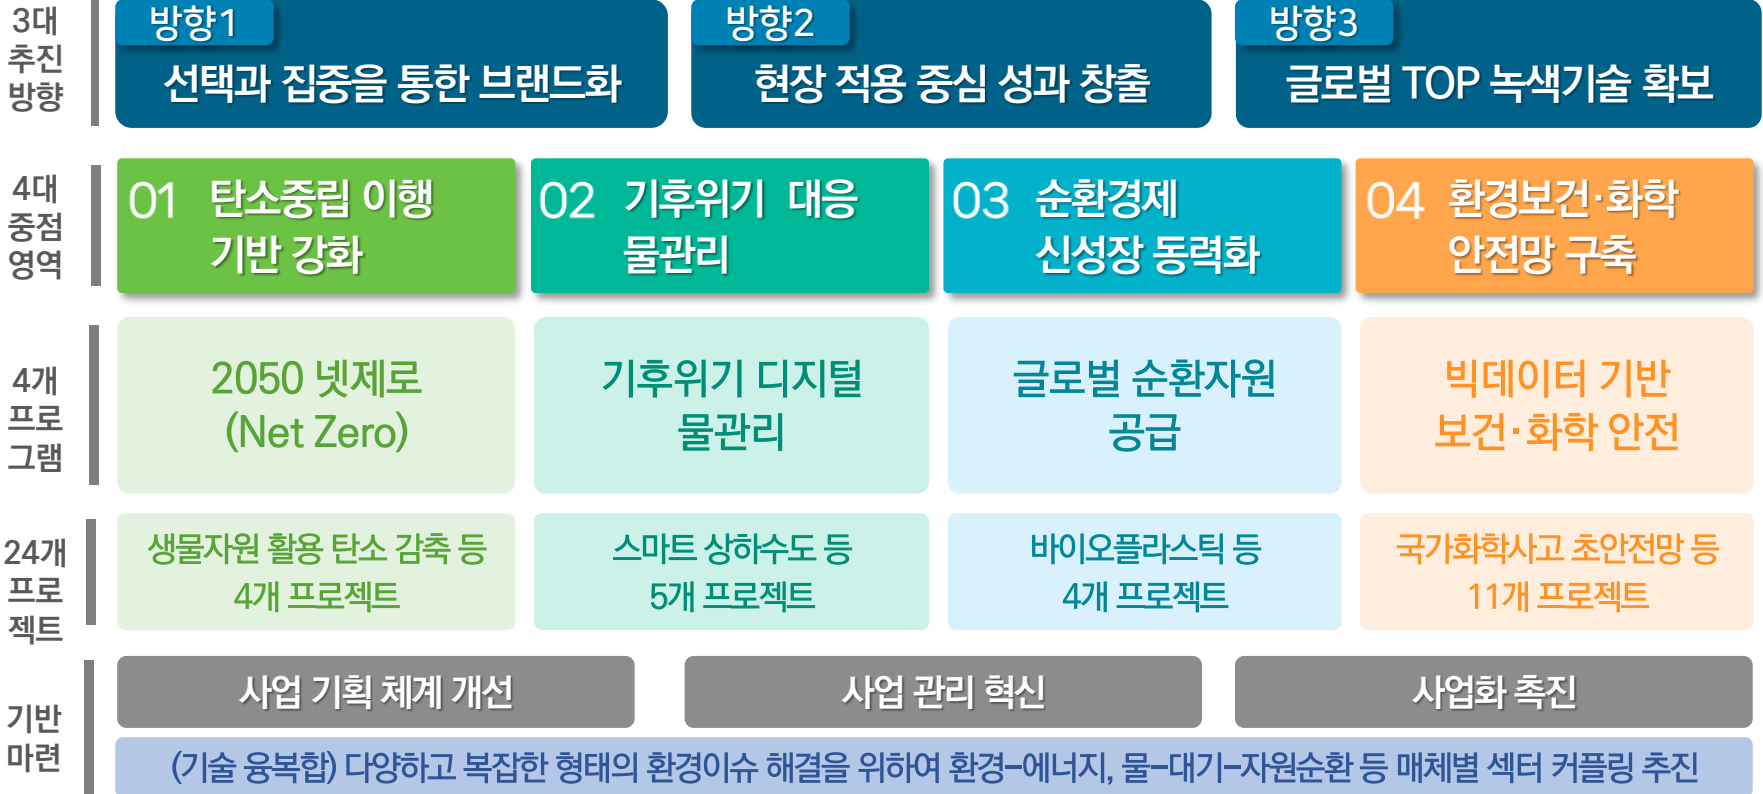 3대
추진
방향
방향1
선택과 집중을 통한 브랜드화
방향2
현장 적용 중심 성과 창출
방향3
글로벌 TOP 녹색기술 확보
4대
중점
영역
01 탄소중립 이행
기반 강화
02 기후위기 대응
물관리
03 순환경제
신성장 동력화
04 환경보건·화학
안전망 구축
4개
프로
그램
2050 넷제로
(Net Zero)
기후위기 디지털
물관리
글로벌 순환자원
공급
빅데이터 기반
보건·화학 안전
24개
프로
젝트
생물자원 활용 탄소 감축 등
4개 프로젝트
스마트 상하수도 등
5개 프로젝트
바이오플라스틱 등
4개 프로젝트
국가화학사고 초안전망 등
11개 프로젝트
기반
마련
사업 기획 체계 개선
사업 관리 혁신
사업화 촉진
(기술 융복합) 다양하고 복잡한 형태의 환경이슈 해결을 위하여 환경-에너지, 물-대기-자원순환 등 매체별 섹터 커플링 추진